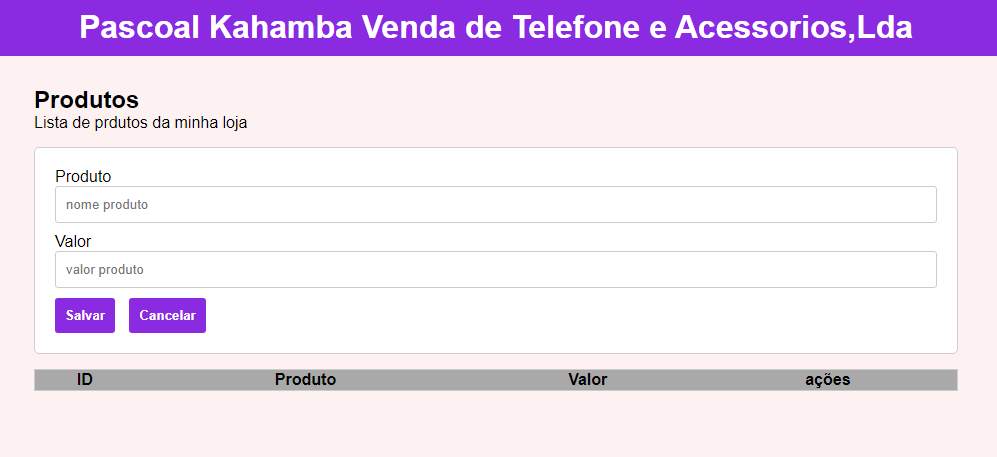 Pascoal Kahamba Venda de Telefone e Acessorios,Lda
Produtos
Lista de prdutos da minha loja
Produto
nome produto
Valor
valor produto
Salvar Cancelar
ID Produto Valor ações